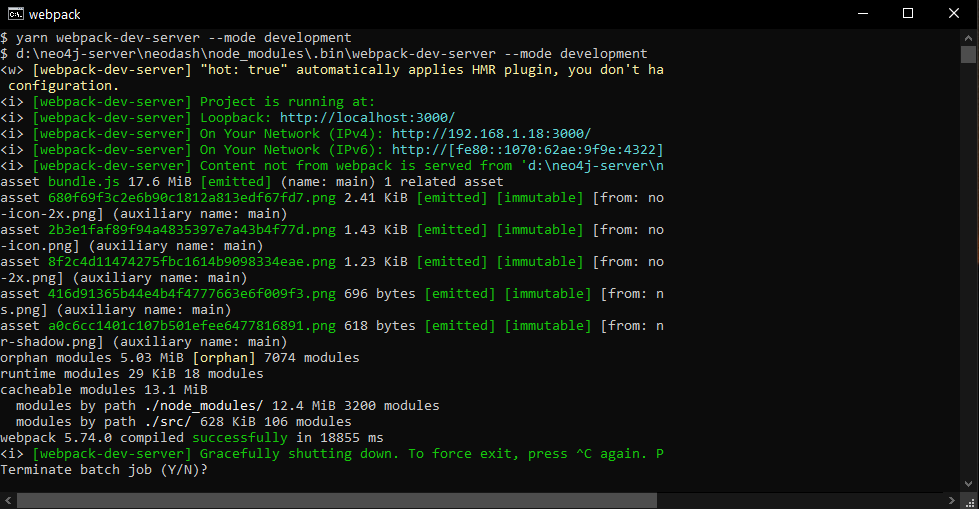 webpack
$ yarn webpack-dev-server --mode development
$ d:\neo4j-server\neodash\node_modules\.bin\webpack-dev-server --mode development
<w> [webpack-dev-server] "hot: true" automatically applies HMR plugin, you don't ha
 configuration.
<i> [webpack-dev-server] Project is running at:
<i> [webpack-dev-server] Loopback: http://localhost:3000/
<i> [webpack-dev-server] On Your Network (IPv4): http://192.168.1.18:3000/
<i> [webpack-dev-server] On Your Network (IPv6): http://[fe80::1070:62ae:9f9e:4322]
<i> [webpack-dev-server] Content not from webpack is served from 'd:\neo4j-server\n
asset bundle.js 17.6 MiB [emitted] (name: main) 1 related asset
asset 680f69f3c2e6b90c1812a813edf67fd7.png 2.41 KiB [emitted] [immutable] [from: no
-icon-2x.png] (auxiliary name: main)
asset 2b3e1faf89f94a4835397e7a43b4f77d.png 1.43 KiB [emitted] [immutable] [from: no
-icon.png] (auxiliary name: main)
asset 8f2c4d11474275fbc1614b9098334eae.png 1.23 KiB [emitted] [immutable] [from: no
-2x.png] (auxiliary name: main)
asset 416d91365b44e4b4f4777663e6f009f3.png 696 bytes [emitted] [immutable] [from: n
s.png] (auxiliary name: main)
asset a0c6cc1401c107b501efee6477816891.png 618 bytes [emitted] [immutable] [from: n
r-shadow.png] (auxiliary name: main)
orphan modules 5.03 MiB [orphan] 7074 modules
runtime modules 29 KiB 18 modules
cacheable modules 13.1 MiB
  modules by path ./node_modules/ 12.4 MiB 3200 modules
  modules by path ./src/ 628 KiB 106 modules
webpack 5.74.0 compiled successfully in 18855 ms
<i> [webpack-dev-server] Gracefully shutting down. To force exit, press ^C again. P
Terminate batch job (Y/N)?